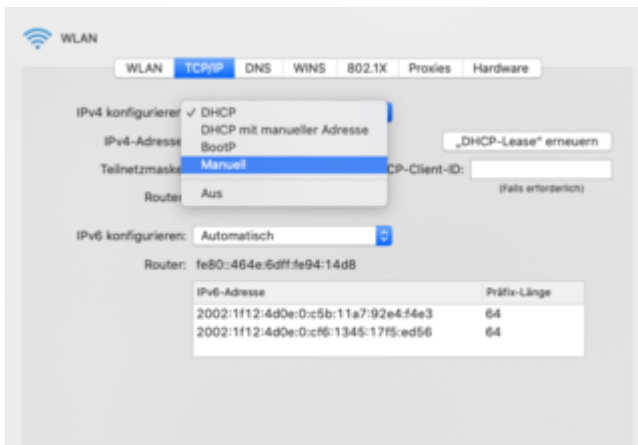 WLAN
WLAN TCP/IP DNS WINS 802.1X Proxies Hardware
IPv4 konfigurieren ✓ DHCP
DHCP mit manueller Adresse
IPv4-Adresse BootP „DHCP-Lease“ erneuern
Teilnetzmaske Manuell CP-Client-ID:
Router Aus (Falls erforderlich)
IPv6 konfigurieren: Automatisch
Router: fe80::464e:6dff:fe94:14d8
IPv6-Adresse Präfix-Länge
2002:1f12:4d0e:0:c5b:11a7:92e4:f4e3 64
2002:1f12:4d0e:0:cf6:1345:17f5:ed56 64